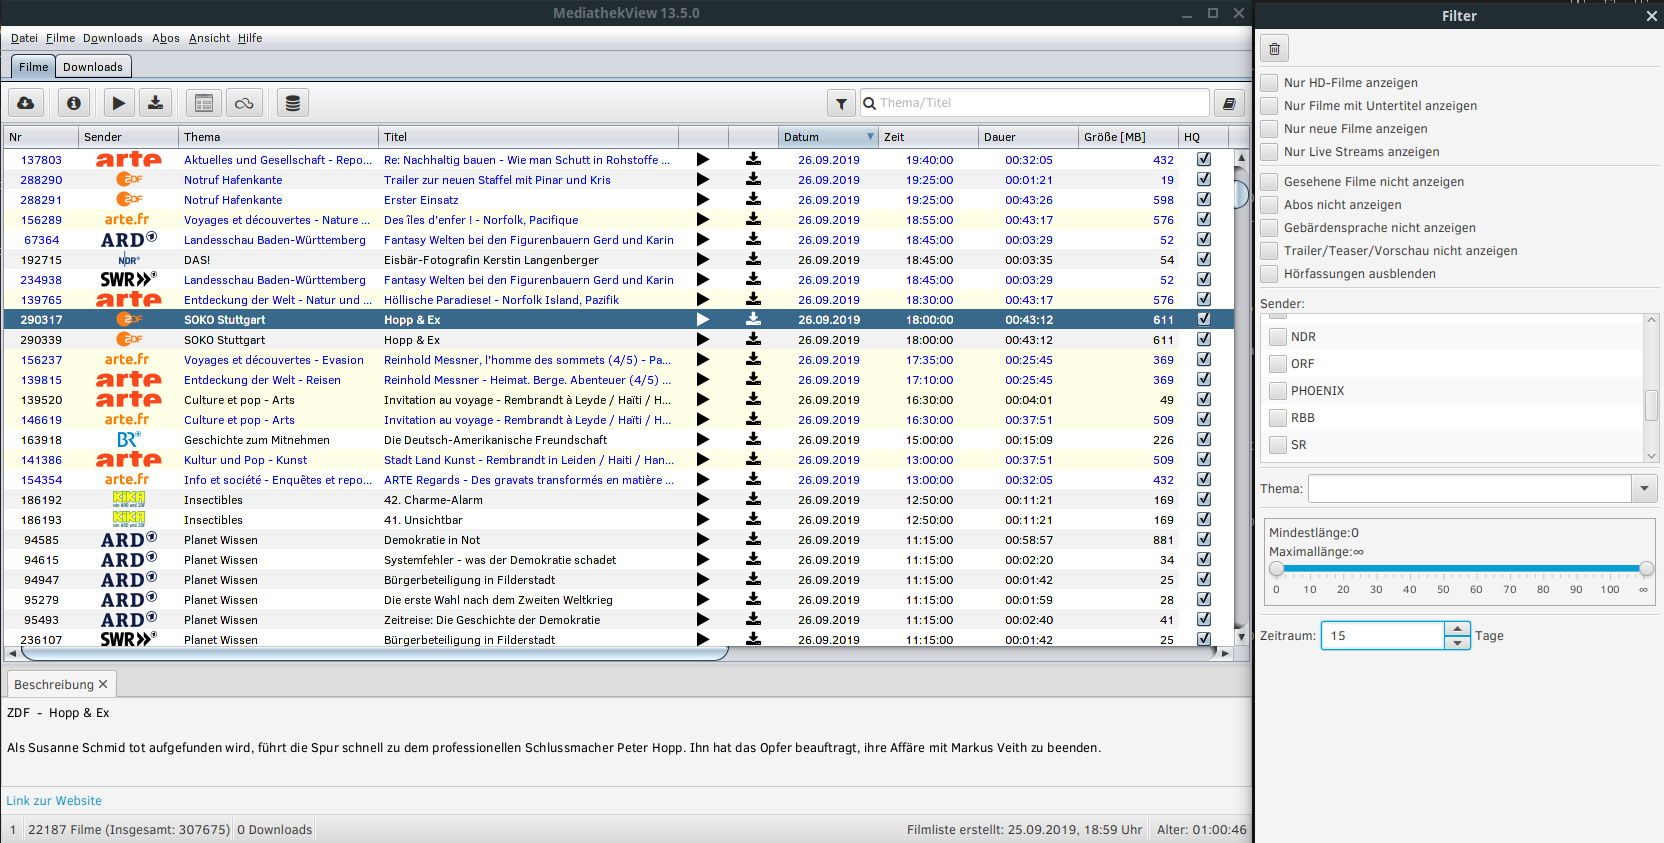 MediathekView 13.5.0
Datei Filme Downloads Abos Ansicht Hilfe
Filme Downloads
Thema/Titel
Nr Sender Thema Titel Datum Zeit Dauer Größe [MB] HQ
137803 arte Aktuelles und Gesellschaft - Repo... Re: Nachhaltig bauen - Wie man Schutt in Rohstoffe ... 26.09.2019 19:40:00 00:32:05 432
288290 ZDF Notruf Hafenkante Trailer zur neuen Staffel mit Pinar und Kris 26.09.2019 19:25:00 00:01:21 19
288291 ZDF Notruf Hafenkante Erster Einsatz 26.09.2019 19:25:00 00:43:26 598
156289 arte.fr Voyages et découvertes - Nature ... Des îles d'enfer ! - Norfolk, Pacifique 26.09.2019 18:55:00 00:43:17 576
67364 ARD Landesschau Baden-Württemberg Fantasy Welten bei den Figurenbauern Gerd und Karin 26.09.2019 18:45:00 00:03:29 52
192715 NDR DAS! Eisbär-Fotografin Kerstin Langenberger 26.09.2019 18:45:00 00:03:35 54
234938 SWR Landesschau Baden-Württemberg Fantasy Welten bei den Figurenbauern Gerd und Karin 26.09.2019 18:45:00 00:03:29 52
139765 arte Entdeckung der Welt - Natur und ... Höllische Paradiese! - Norfolk Island, Pazifik 26.09.2019 18:30:00 00:43:17 576
290317 ZDF SOKO Stuttgart Hopp & Ex 26.09.2019 18:00:00 00:43:12 611
290339 ZDF SOKO Stuttgart Hopp & Ex 26.09.2019 18:00:00 00:43:12 611
156237 arte.fr Voyages et découvertes - Evasion Reinhold Messner, l'homme des sommets (4/5) - Pa... 26.09.2019 17:35:00 00:25:45 369
139815 arte Entdeckung der Welt - Reisen Reinhold Messner - Heimat. Berge. Abenteuer (4/5) ... 26.09.2019 17:10:00 00:25:45 369
139520 arte Culture et pop - Arts Invitation au voyage - Rembrandt à Leyde / Haïti / H... 26.09.2019 16:30:00 00:04:01 49
146619 arte.fr Culture et pop - Arts Invitation au voyage - Rembrandt à Leyde / Haïti / H... 26.09.2019 16:30:00 00:37:51 509
163918 BR Geschichte zum Mitnehmen Die Deutsch-Amerikanische Freundschaft 26.09.2019 15:00:00 00:15:09 226
141386 arte Kultur und Pop - Kunst Stadt Land Kunst - Rembrandt in Leiden / Haiti / Han... 26.09.2019 13:00:00 00:37:51 509
154354 arte.fr Info et société - Enquêtes et repo... ARTE Regards - Des gravats transformés en matière ... 26.09.2019 13:00:00 00:32:05 432
186192 KiKA von ARD und ZDF Insectibles 42. Charme-Alarm 26.09.2019 12:50:00 00:11:21 169
186193 KiKA von ARD und ZDF Insectibles 41. Unsichtbar 26.09.2019 12:50:00 00:11:21 169
94585 ARD Planet Wissen Demokratie in Not 26.09.2019 11:15:00 00:58:57 881
94615 ARD Planet Wissen Systemfehler - was der Demokratie schadet 26.09.2019 11:15:00 00:02:20 34
94947 ARD Planet Wissen Bürgerbeteiligung in Filderstadt 26.09.2019 11:15:00 00:01:42 25
95279 ARD Planet Wissen Die erste Wahl nach dem Zweiten Weltkrieg 26.09.2019 11:15:00 00:01:59 28
95493 ARD Planet Wissen Zeitreise: Die Geschichte der Demokratie 26.09.2019 11:15:00 00:02:40 41
236107 SWR Planet Wissen Bürgerbeteiligung in Filderstadt 26.09.2019 11:15:00 00:01:42 25
Beschreibung
ZDF - Hopp & Ex
Als Susanne Schmid tot aufgefunden wird, führt die Spur schnell zu dem professionellen Schlussmacher Peter Hopp. Ihn hat das Opfer beauftragt, ihre Affäre mit Markus Veith zu beenden.
Link zur Website
1 22187 Filme (Insgesamt: 307675) 0 Downloads Filmliste erstellt: 25.09.2019, 18:59 Uhr Alter: 01:00:46
Filter
Nur HD-Filme anzeigen
Nur Filme mit Untertitel anzeigen
Nur neue Filme anzeigen
Nur Live Streams anzeigen
Gesehene Filme nicht anzeigen
Abos nicht anzeigen
Gebärdensprache nicht anzeigen
Trailer/Teaser/Vorschau nicht anzeigen
Hörfassungen ausblenden
Sender:
NDR
ORF
PHOENIX
RBB
SR
Thema:
Mindestlänge:0
Maximallänge:∞
0 10 20 30 40 50 60 70 80 90 100 ∞
Zeitraum: 15 Tage